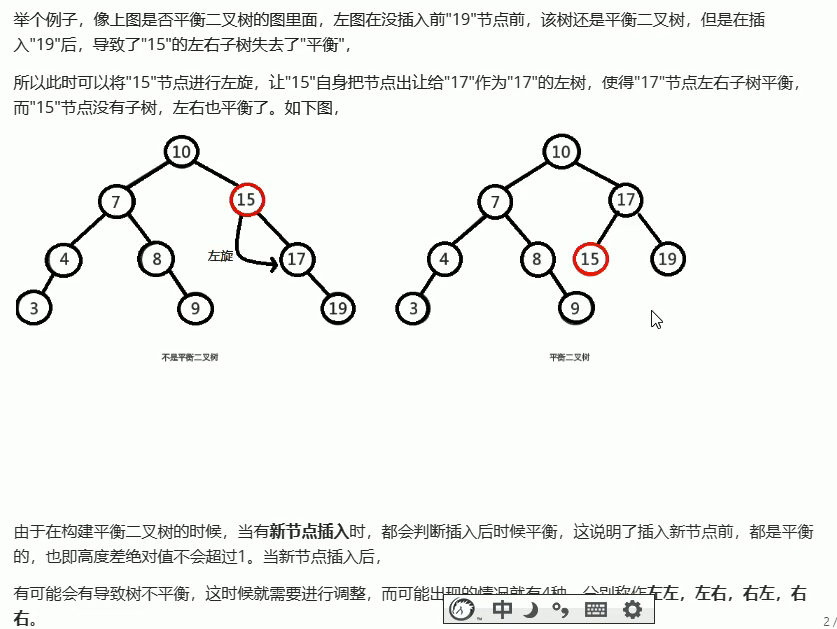 举个例子，像上图是否平衡二叉树的图里面，左图在没插入前"19"节点前，该树还是平衡二叉树，但是在插
入"19"后，导致了"15"的左右子树失去了"平衡"，
所以此时可以将"15"节点进行左旋，让"15"自身把节点出让给"17"作为"17"的左树，使得"17"节点左右子树平衡，
而"15"节点没有子树，左右也平衡了。如下图，
10
7
15
4
8
左旋
17
3
9
19
不是平衡二叉树
10
7
17
4
8
15
19
3
9
平衡二叉树
由于在构建平衡二叉树的时候，当有新节点插入时，都会判断插入后时候平衡，这说明了插入新节点前，都是平衡
的，也即高度差绝对值不会超过1。当新节点插入后，
有可能会有导致树不平衡，这时候就需要进行调整，而可能出现的情况就有4种，分别称作左左，左右，右左，右
右。
中
2 /